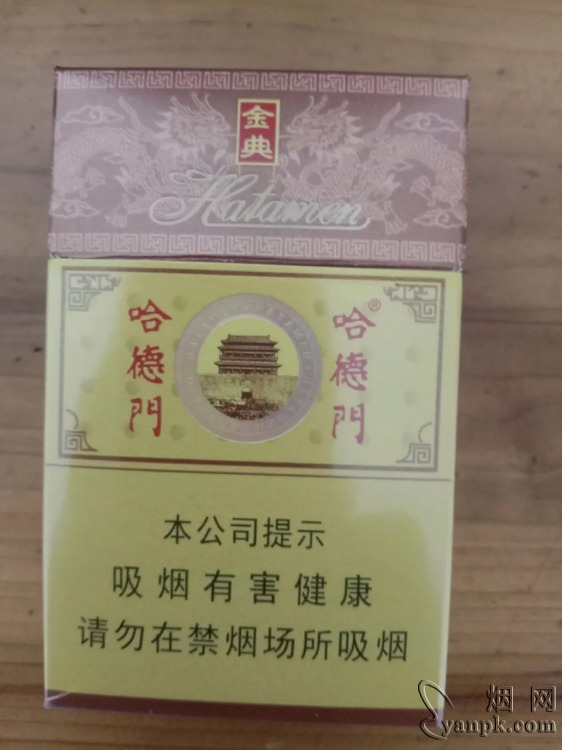 金典
Hatamen
哈德門
哈德門®
本公司提示
吸烟有害健康
请勿在禁烟场所吸烟
烟网
yanpk.com